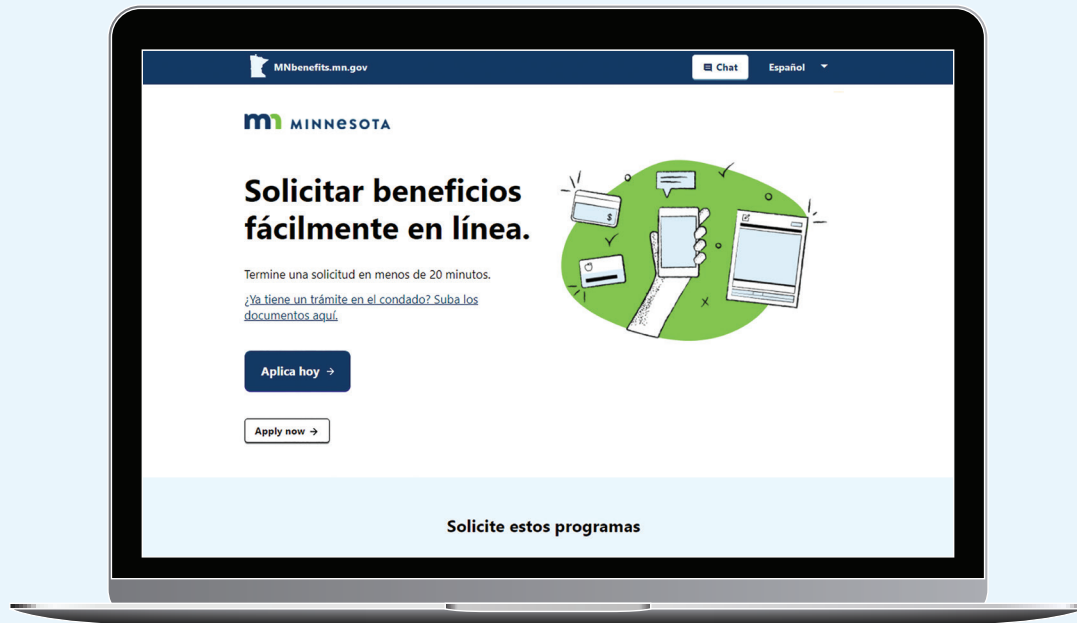 MNbenefits.mn.gov
Chat
Español
MINNESOTA
Solicitar beneficios
fácilmente en línea.
Termine una solicitud en menos de 20 minutos.
¿Ya tiene un trámite en el condado? Suba los
documentos aquí.
$
Aplica hoy →
Apply now →
Solicite estos programas